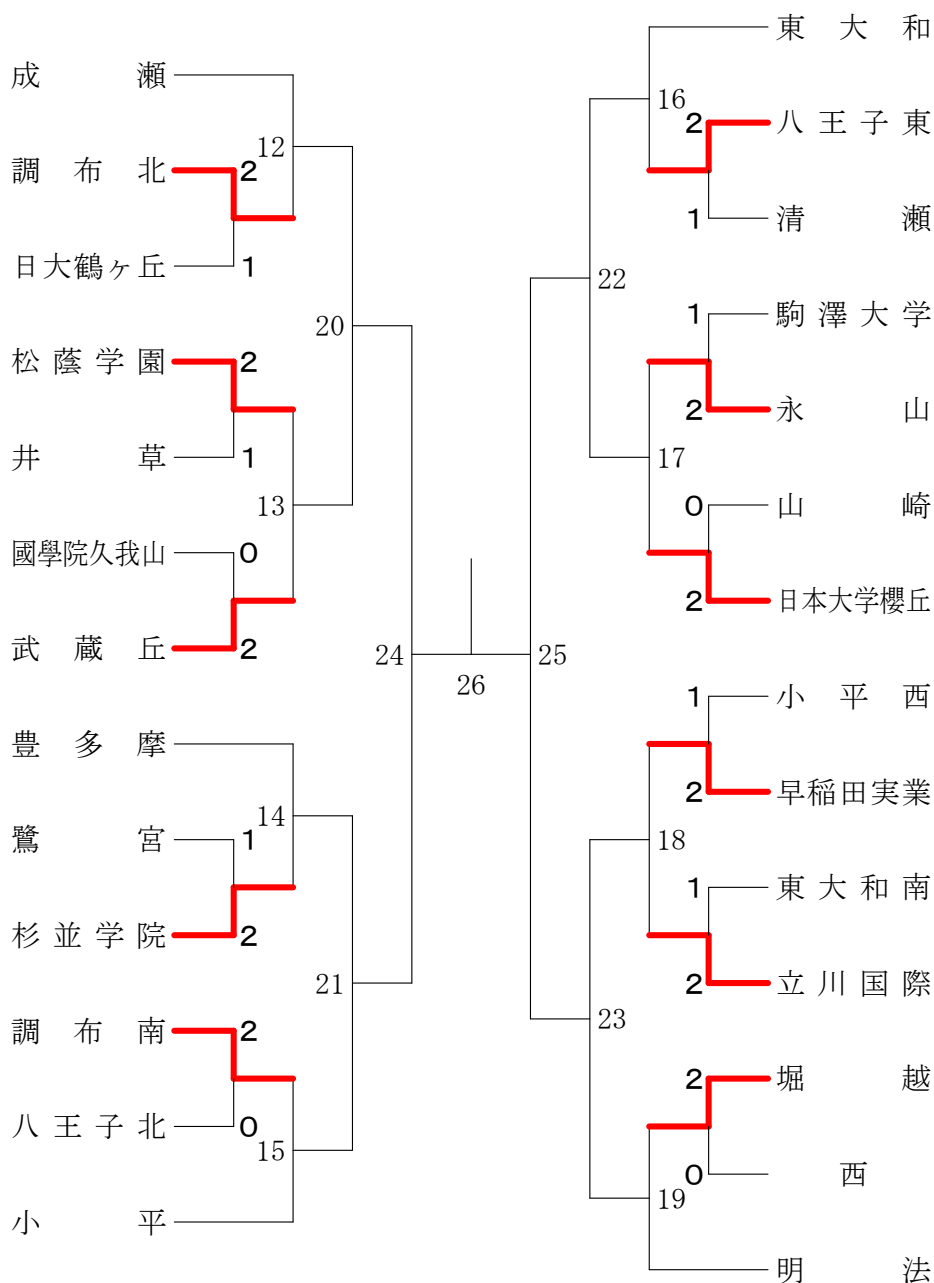 成瀬
12
調布北 2
日大鶴ヶ丘 1
20
松蔭学園 2
井草 1
13
國學院久我山 0
武蔵丘 2
24
豊多摩
14
鷺宮 1
杉並学院 2
21
調布南 2
八王子北 0
15
小平
26
25
東大和
16
2 八王子東
1 清瀬
22
1 駒澤大学
2 永山
17
0 山崎
2 日本大学櫻丘
1 小平西
2 早稲田実業
18
1 東大和南
2 立川国際
23
2 堀越
0 西
19
明法